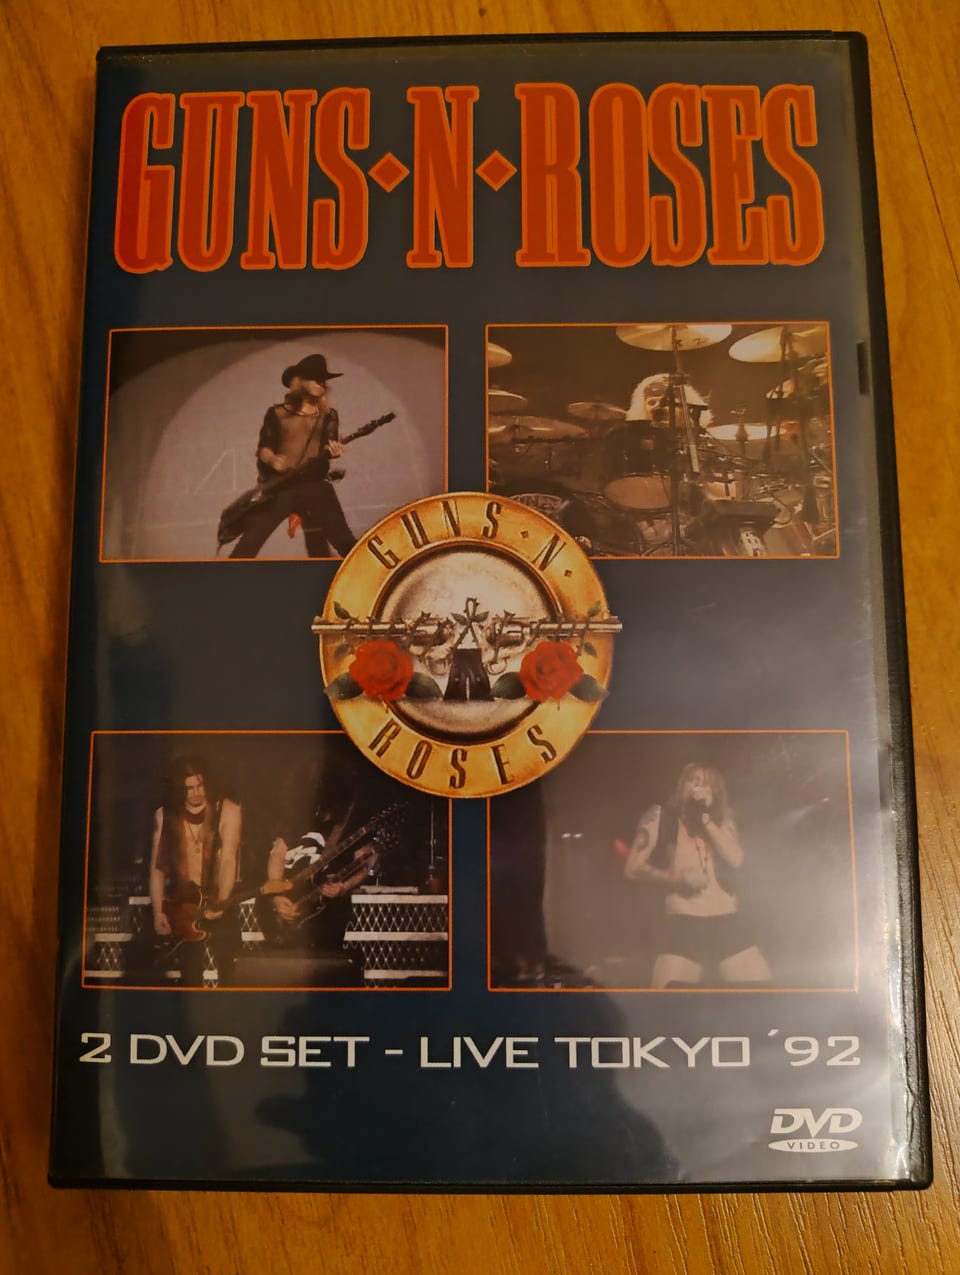 GUNS·N·ROSES
GUNS·N·
ROSES
2 DVD SET - LIVE TOKYO ´92
DVD
VIDEO